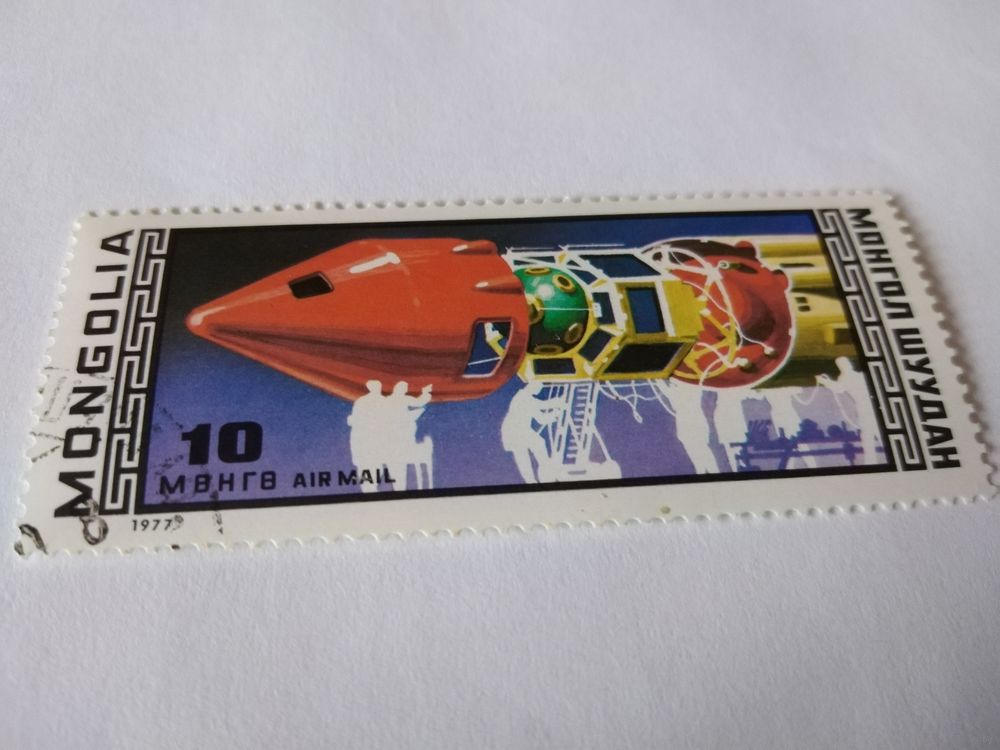 MONGOLIA
МОНГОЛ ШУУДАН
10
МӨНГӨ AIR MAIL
1977